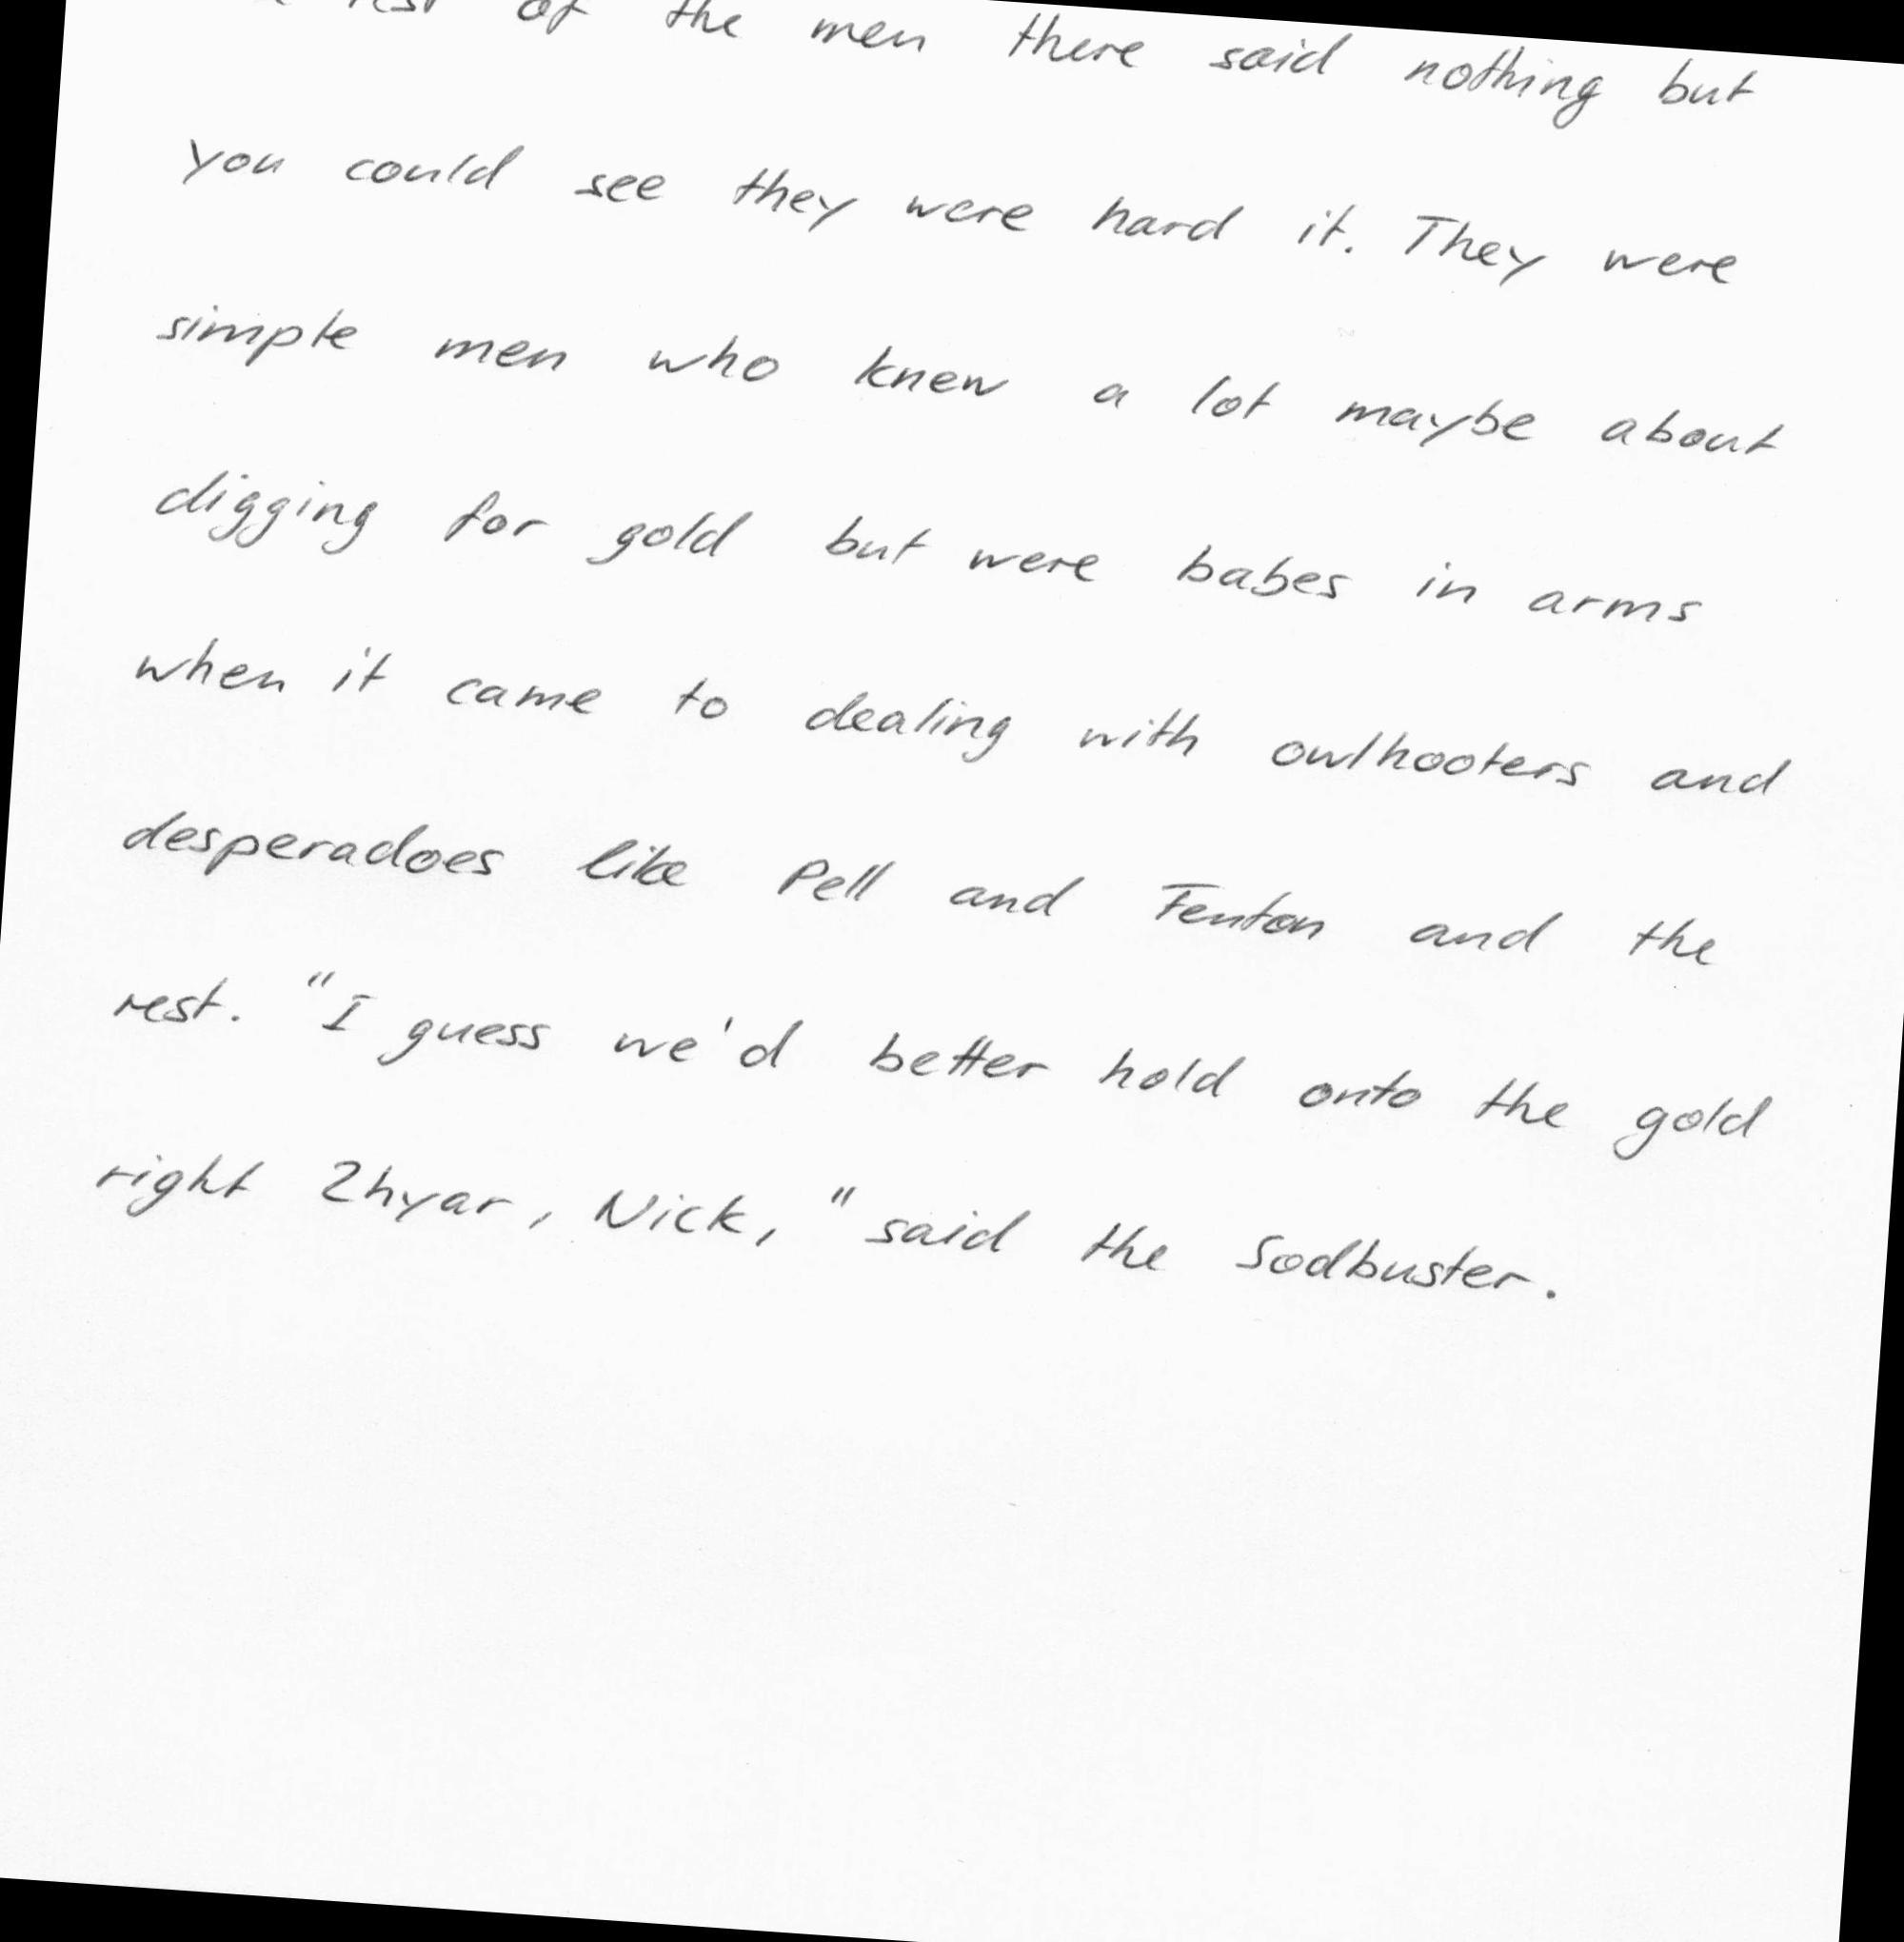 rest of the men there said nothing but
you could see they were hard it. They were
simple men who knew a lot maybe about
digging for gold but were babes in arms
when it came to dealing with owlhooters and
desperadoes like Pell and Fenton and the
rest. "I guess we'd better hold onto the gold
right 2hyar, Nick," said the Sodbuster.